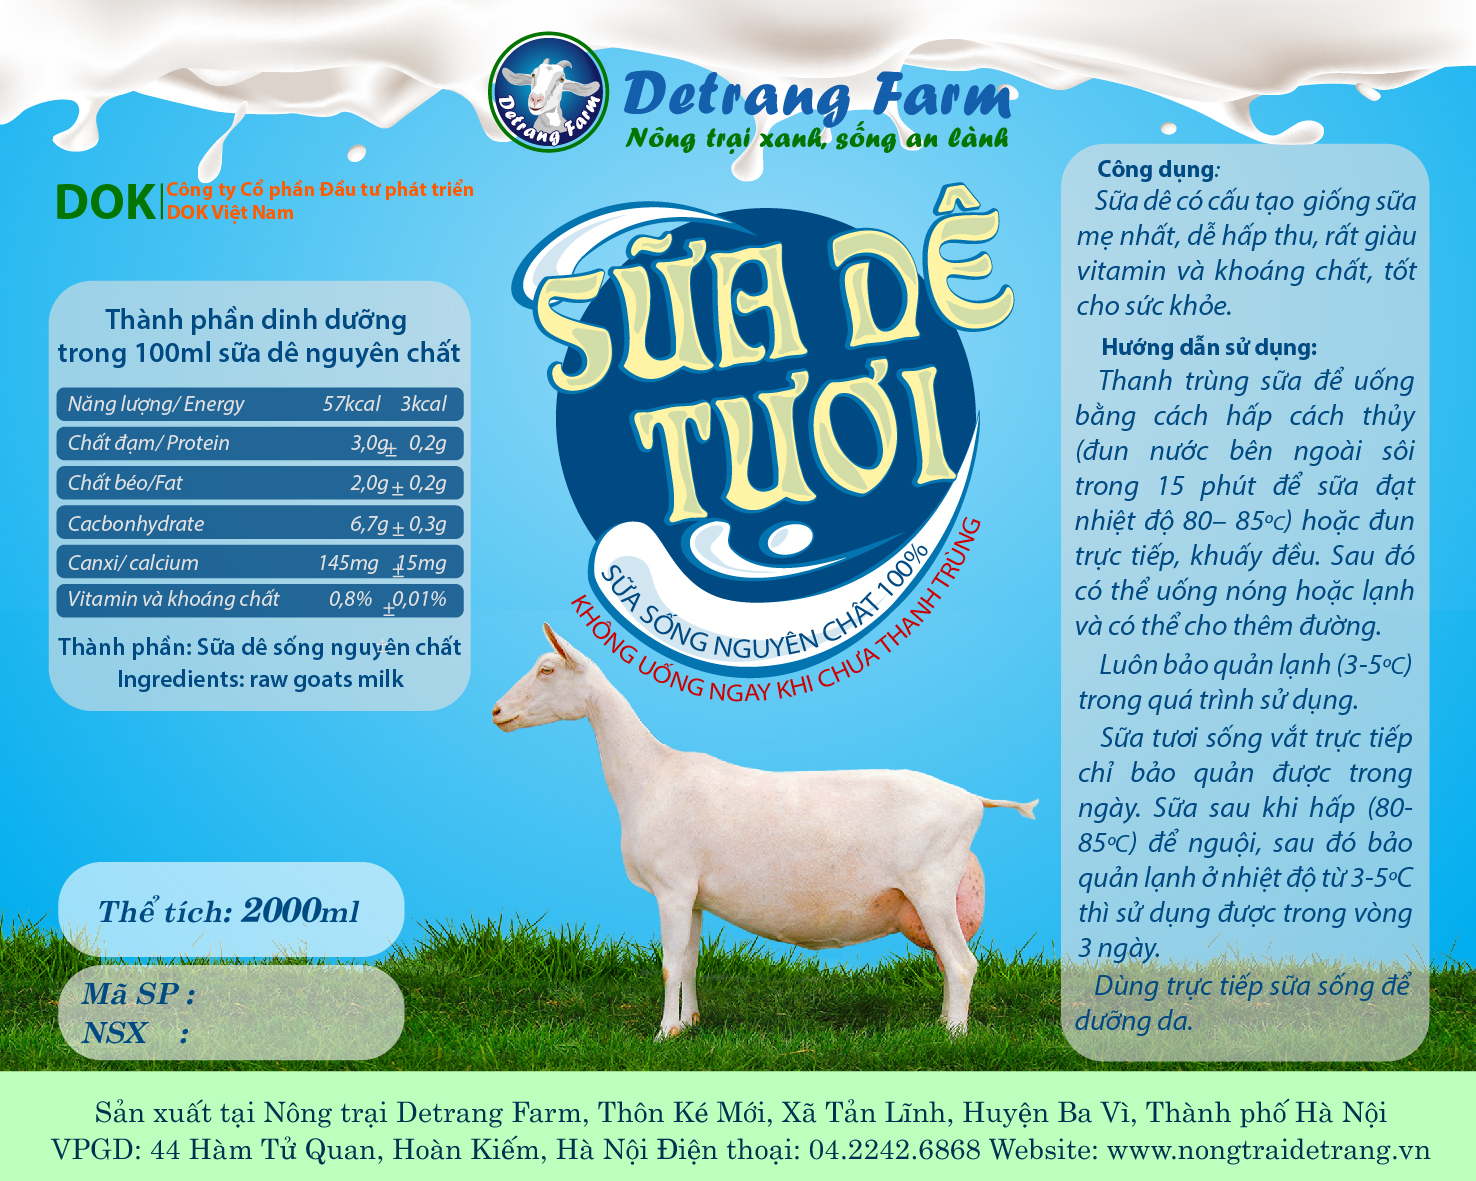 Detrang Farm
Detrang Farm
Nông trại xanh, sống an lành
DOK
Công ty Cổ phần Đầu tư phát triển
DOK Việt Nam
Thành phần dinh dưỡng
trong 100ml sữa dê nguyên chất
Năng lượng/ Energy 57kcal 3kcal
Chất đạm/ Protein 3,0g ± 0,2g
Chất béo/Fat 2,0g ± 0,2g
Cacbonhydrate 6,7g ± 0,3g
Canxi/ calcium 145mg ± 15mg
Vitamin và khoáng chất 0,8% ± 0,01%
Thành phần: Sữa dê sống nguyên chất
Ingredients: raw goats milk
Thể tích: 2000ml
Mã SP :
NSX :
SỮA DÊ
TƯƠI
SỮA SỐNG NGUYÊN CHẤT 100%
KHÔNG UỐNG NGAY KHI CHƯA THANH TRÙNG
Công dụng:
Sữa dê có cấu tạo giống sữa
mẹ nhất, dễ hấp thu, rất giàu
vitamin và khoáng chất, tốt
cho sức khỏe.
Hướng dẫn sử dụng:
Thanh trùng sữa để uống
bằng cách hấp cách thủy
(đun nước bên ngoài sôi
trong 15 phút để sữa đạt
nhiệt độ 80– 85ºC) hoặc đun
trực tiếp, khuấy đều. Sau đó
có thể uống nóng hoặc lạnh
và có thể cho thêm đường.
Luôn bảo quản lạnh (3-5ºC)
trong quá trình sử dụng.
Sữa tươi sống vắt trực tiếp
chỉ bảo quản được trong
ngày. Sữa sau khi hấp (80-
85ºC) để nguội, sau đó bảo
quản lạnh ở nhiệt độ từ 3-5ºC
thì sử dụng được trong vòng
3 ngày.
Dùng trực tiếp sữa sống để
dưỡng da.
Sản xuất tại Nông trại Detrang Farm, Thôn Ké Mới, Xã Tản Lĩnh, Huyện Ba Vì, Thành phố Hà Nội
VPGD: 44 Hàm Tử Quan, Hoàn Kiếm, Hà Nội Điện thoại: 04.2242.6868 Website: www.nongtraidetrang.vn